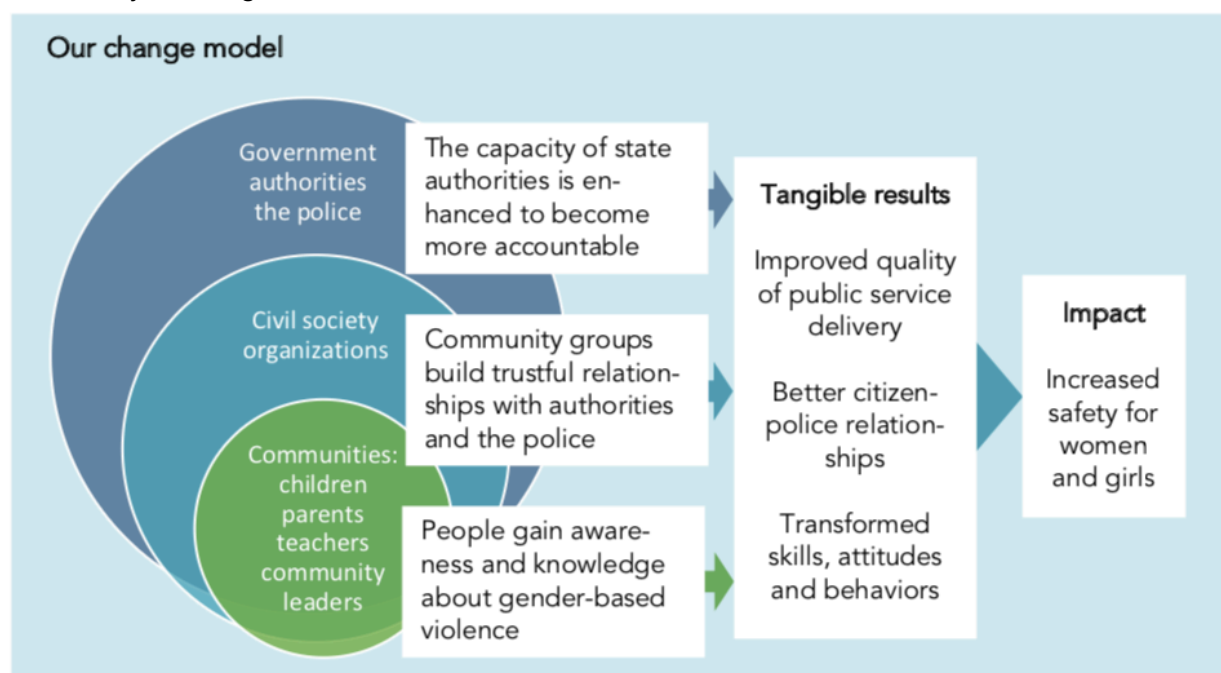 Our change model
Government
authorities
the police
The capacity of state
authorities is en-
hanced to become
more accountable
Civil society
organizations
Community groups
build trustful relation-
ships with authorities
and the police
Communities:
children
parents
teachers
community
leaders
People gain aware-
ness and knowledge
about gender-based
violence
Tangible results
Improved quality
of public service
delivery
Better citizen-
police relation-
ships
Transformed
skills, attitudes
and behaviors
Impact
Increased
safety for
women
and girls